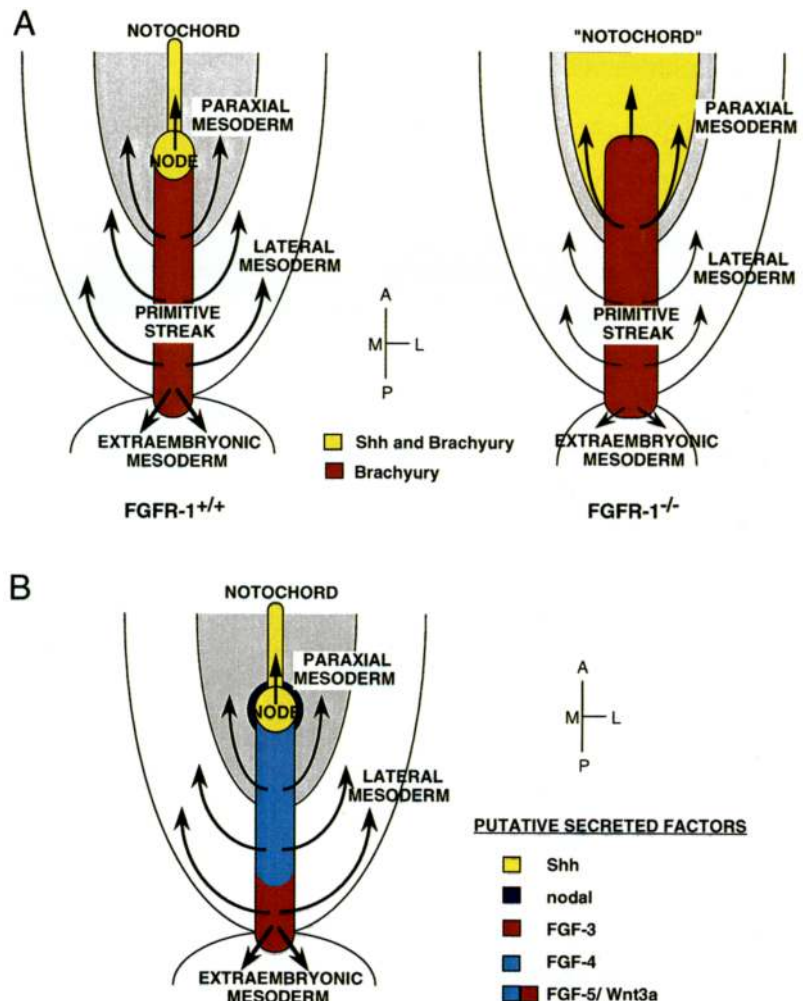 A
NOTOCHORD
PARAXIAL
MESODERM
NODE
LATERAL
MESODERM
PRIMITIVE
STREAK
EXTRAEMBRYONIC
MESODERM
FGFR-1+/+
A
M
L
P
Shh and Brachyury
Brachyury
"NOTOCHORD"
PARAXIAL
MESODERM
LATERAL
MESODERM
PRIMITIVE
STREAK
EXTRAEMBRYONIC
MESODERM
FGFR-1-/-
B
NOTOCHORD
PARAXIAL
MESODERM
NODE
LATERAL
MESODERM
EXTRAEMBRYONIC
MESODERM
A
M
L
P
PUTATIVE SECRETED FACTORS
Shh
nodal
FGF-3
FGF-4
FGF-5/ Wnt3a